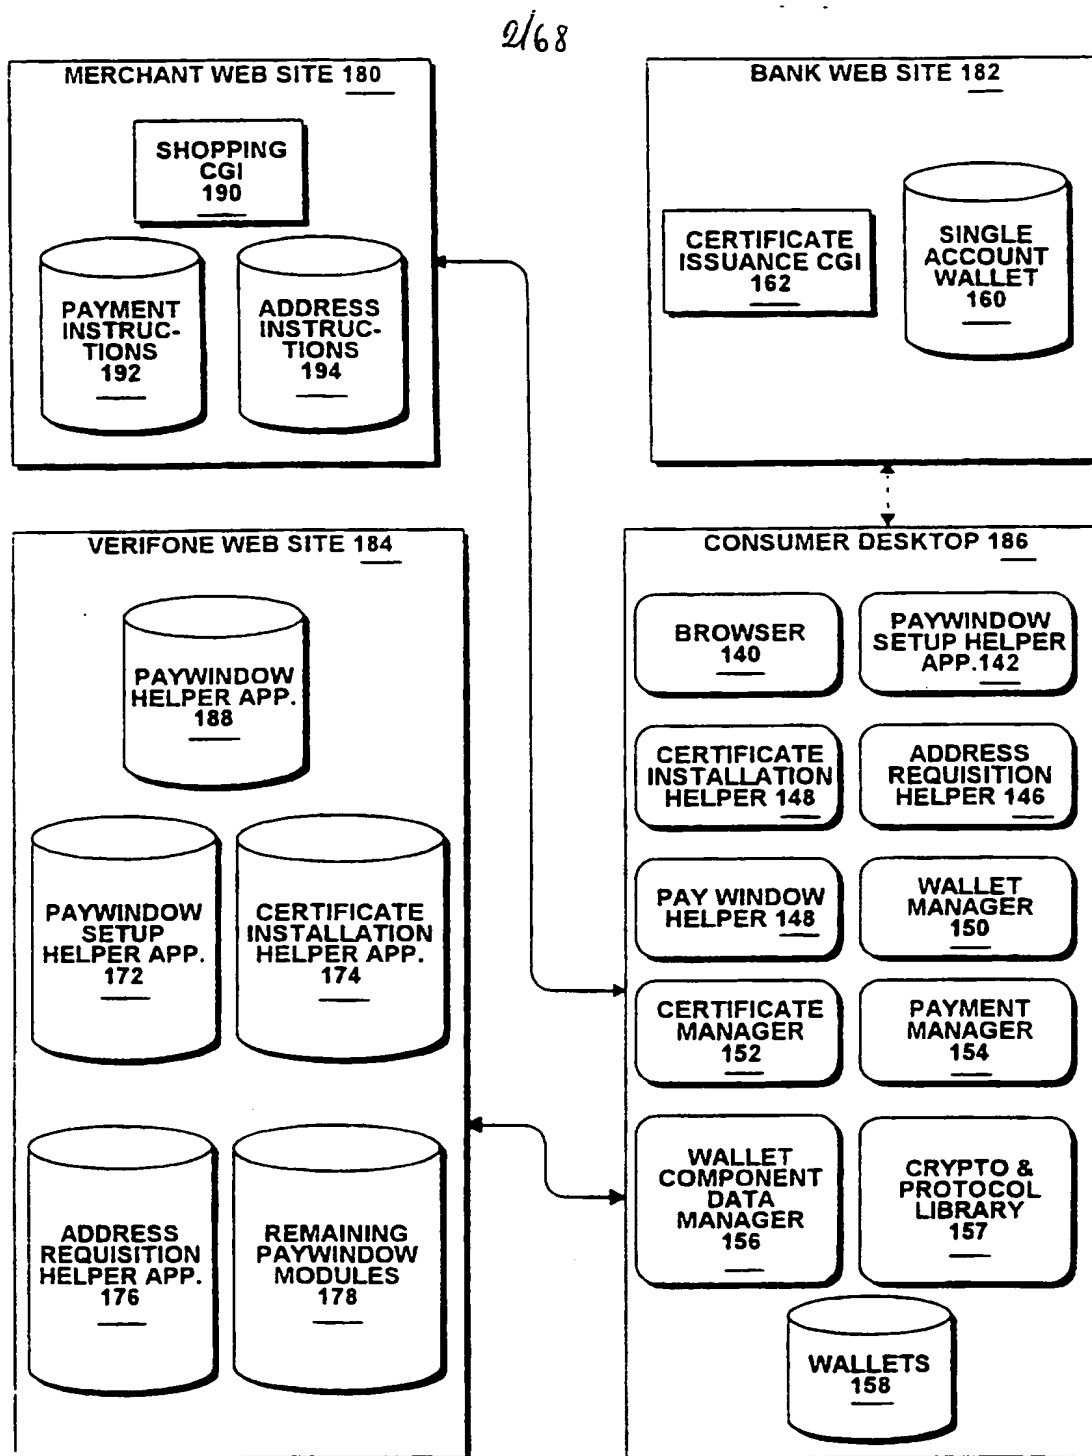 2/68
MERCHANT WEB SITE 180
SHOPPING
CGI
190
PAYMENT
INSTRUC-
TIONS
192
ADDRESS
INSTRUC-
TIONS
194
BANK WEB SITE 182
CERTIFICATE
ISSUANCE CGI
162
SINGLE
ACCOUNT
WALLET
160
VERIFONE WEB SITE 184
PAYWINDOW
HELPER APP.
188
PAYWINDOW
SETUP
HELPER APP.
172
CERTIFICATE
INSTALLATION
HELPER APP.
174
ADDRESS
REQUISITION
HELPER APP.
176
REMAINING
PAYWINDOW
MODULES
178
CONSUMER DESKTOP 186
BROWSER
140
PAYWINDOW
SETUP HELPER
APP.142
CERTIFICATE
INSTALLATION
HELPER 148
ADDRESS
REQUISITION
HELPER 146
PAY WINDOW
HELPER 148
WALLET
MANAGER
150
CERTIFICATE
MANAGER
152
PAYMENT
MANAGER
154
WALLET
COMPONENT
DATA
MANAGER
156
CRYPTO &
PROTOCOL
LIBRARY
157
WALLETS
158